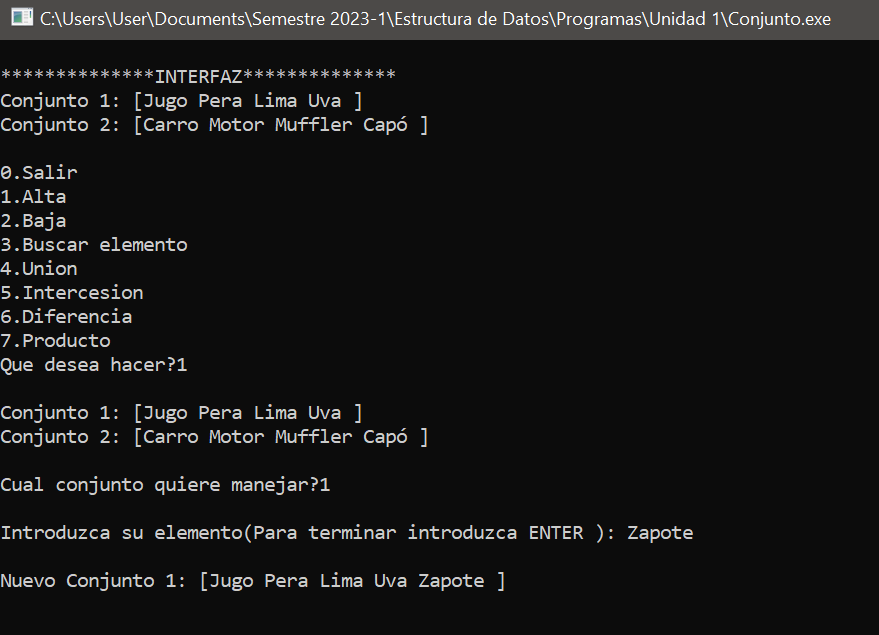 C:\Users\User\Documents\Semestre 2023-1\Estructura de Datos\Programas\Unidad 1\Conjunto.exe
**************INTERFAZ**************
Conjunto 1: [Jugo Pera Lima Uva ]
Conjunto 2: [Carro Motor Muffler Capó ]
0.Salir
1.Alta
2.Baja
3.Buscar elemento
4.Union
5.Intercesion
6.Diferencia
7.Producto
Que desea hacer?1
Conjunto 1: [Jugo Pera Lima Uva ]
Conjunto 2: [Carro Motor Muffler Capó ]
Cual conjunto quiere manejar?1
Introduzca su elemento(Para terminar introduzca ENTER ): Zapote
Nuevo Conjunto 1: [Jugo Pera Lima Uva Zapote ]